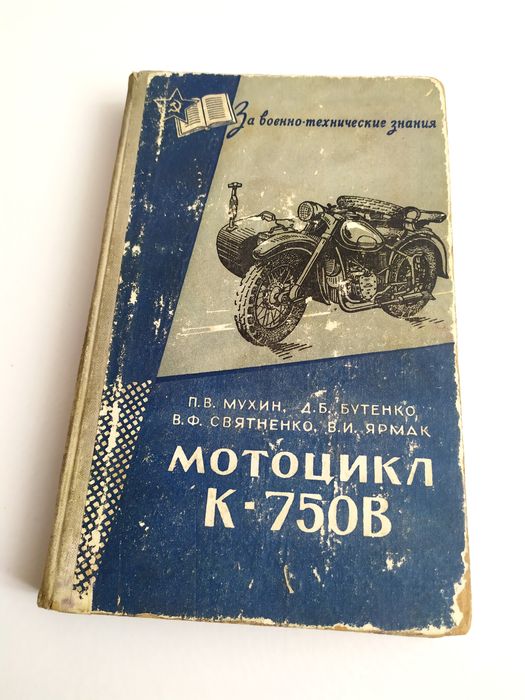 За военно-технические знания
П.В. МУХИН, Д.Б. БУТЕНКО,
В.Ф. СВЯТНЕНКО, В.И. ЯРМАК
МОТОЦИКЛ
К-750В